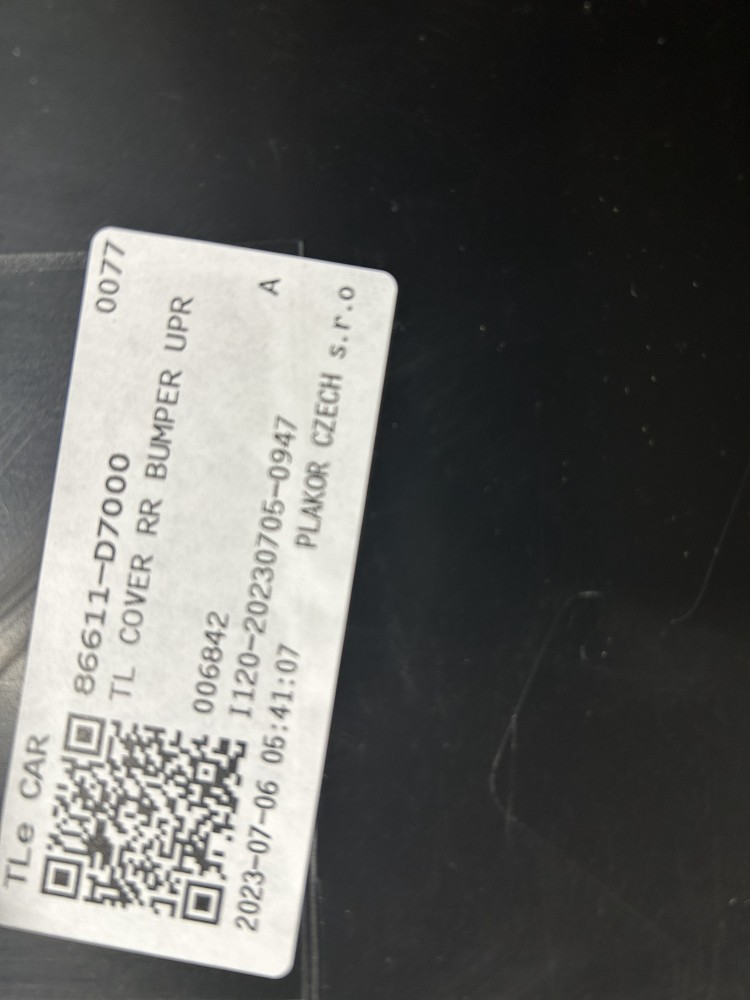 TLe CAR 0077
86611-D7000
TL COVER RR BUMPER UPR
006842
I120-20230705-0947 A
2023-07-06 05:41:07
PLAKOR CZECH s.r.o